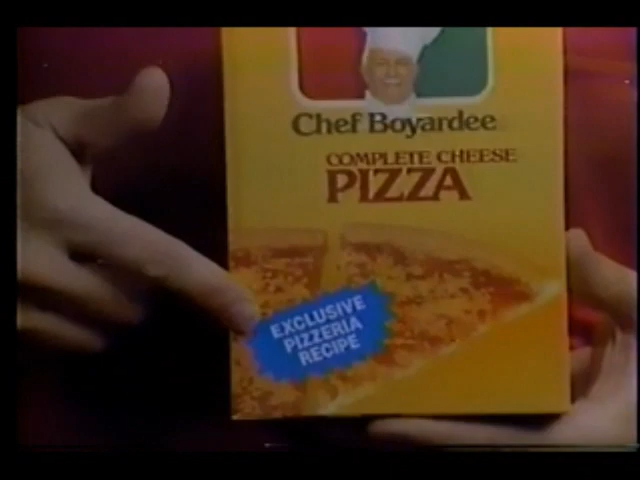 Chef Boyardee
COMPLETE CHEESE
PIZZA
EXCLUSIVE
PIZZERIA
RECIPE